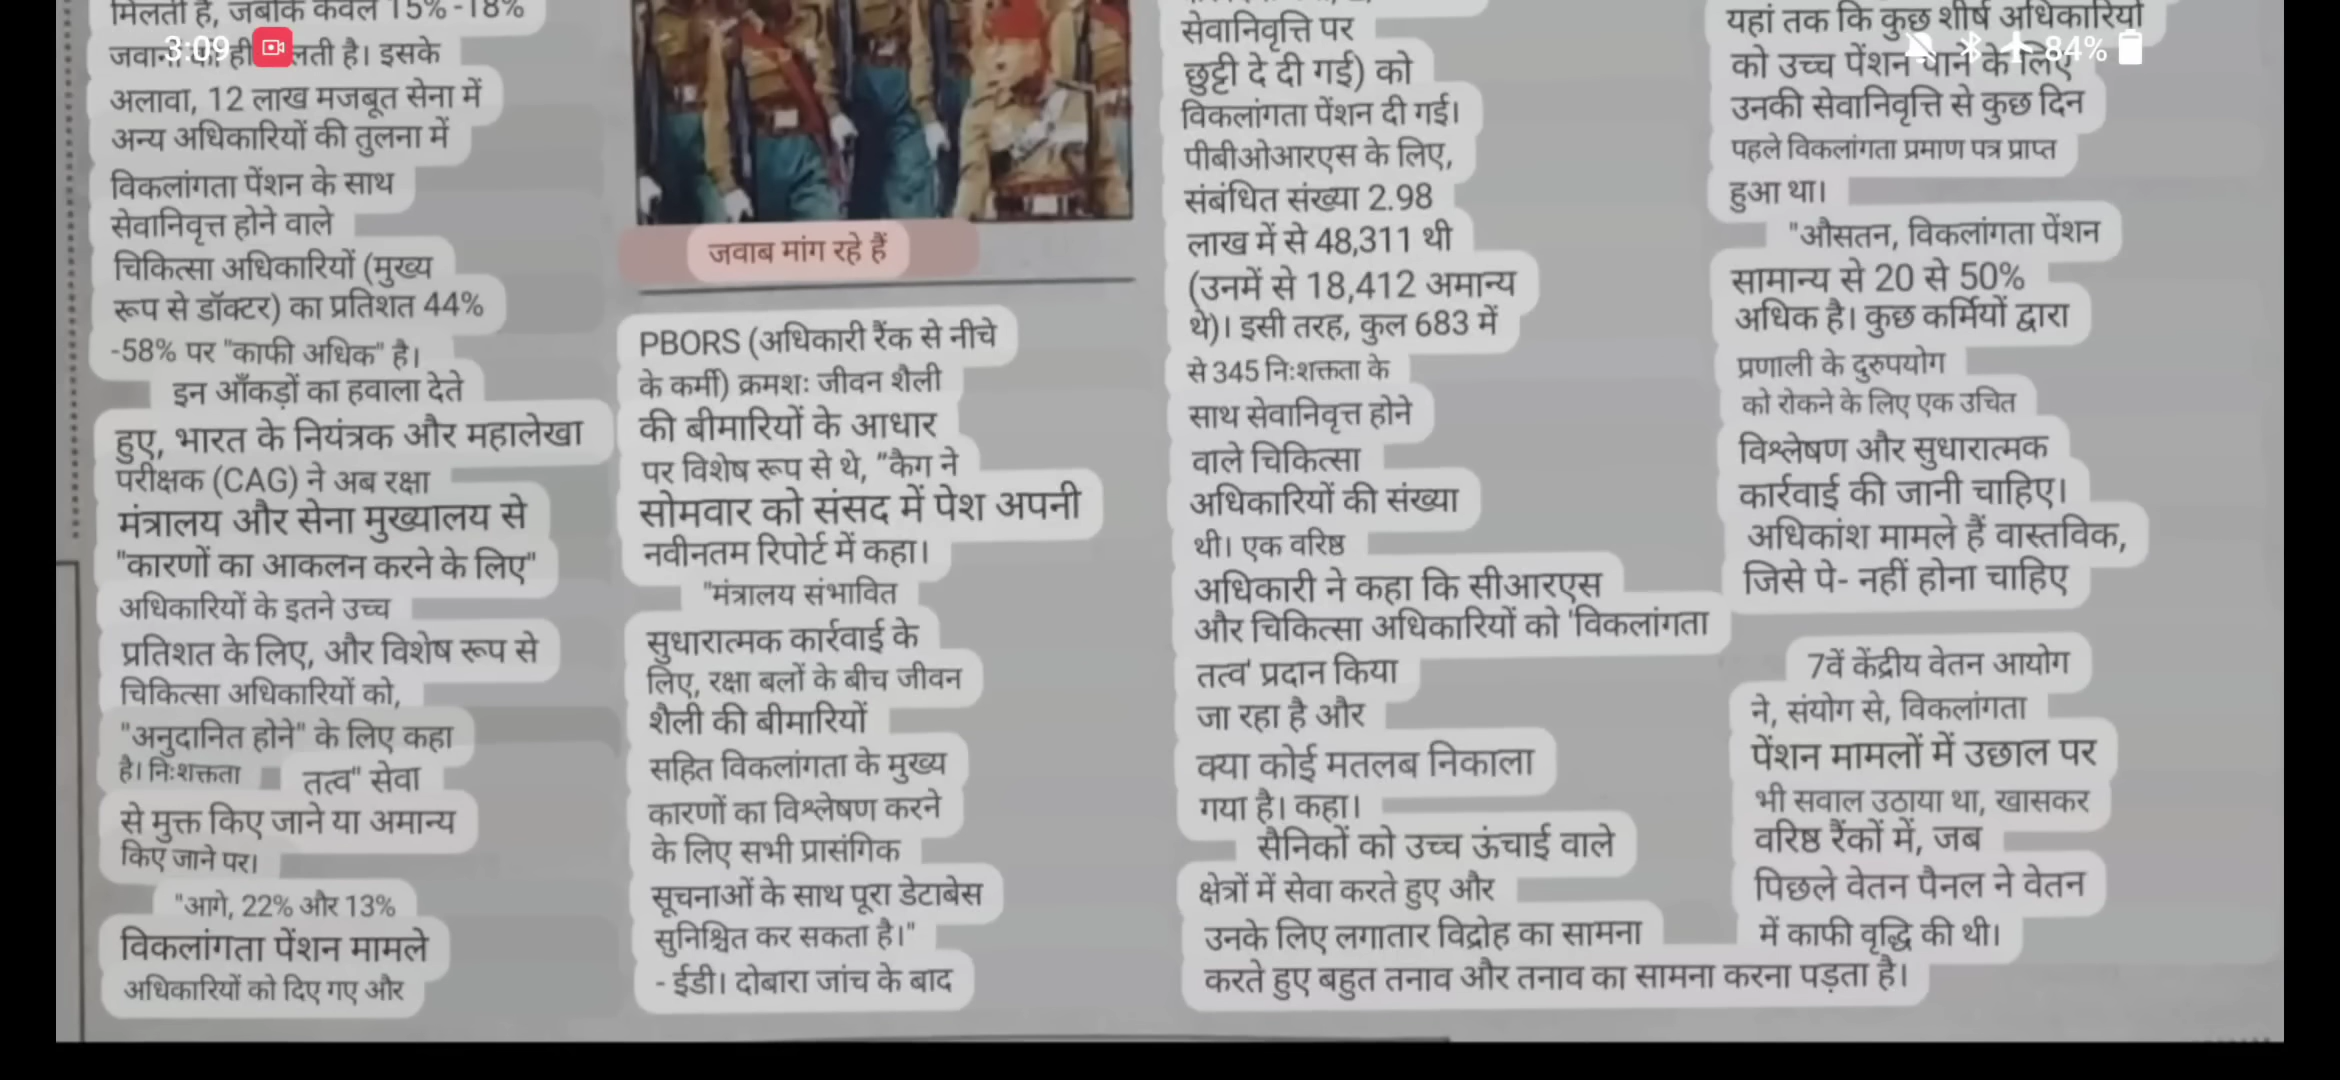 मिलती है, जबकि केवल 15% -18%
3:09
84%
लती है। इसके
अलावा, 12 लाख मजबूत सेना में
अन्य अधिकारियों की तुलना में
विकलांगता पेंशन के साथ
सेवानिवृत्त होने वाले
चिकित्सा अधिकारियों (मुख्य
रूप से डॉक्टर) का प्रतिशत 44%
-58% पर "काफी अधिक" है।
इन आँकड़ों का हवाला देते
हुए, भारत के नियंत्रक और महालेखा
परीक्षक (CAG) ने अब रक्षा
मंत्रालय और सेना मुख्यालय से
"कारणों का आकलन करने के लिए"
अधिकारियों के इतने उच्च
प्रतिशत के लिए, और विशेष रूप से
चिकित्सा अधिकारियों को,
"अनुदानित होने" के लिए कहा
है। निःशक्तता तत्व" सेवा
से मुक्त किए जाने या अमान्य
किए जाने पर।
"आगे, 22% और 13%
विकलांगता पेंशन मामले
अधिकारियों को दिए गए और
जवाब मांग रहे हैं
PBORS (अधिकारी रैंक से नीचे
के कर्मी) क्रमशः जीवन शैली
की बीमारियों के आधार
पर विशेष रूप से थे, "कैग ने
सोमवार को संसद में पेश अपनी
नवीनतम रिपोर्ट में कहा।
"मंत्रालय संभावित
सुधारात्मक कार्रवाई के
लिए, रक्षा बलों के बीच जीवन
शैली की बीमारियों
सहित विकलांगता के मुख्य
कारणों का विश्लेषण करने
के लिए सभी प्रासंगिक
सूचनाओं के साथ पूरा डेटाबेस
सुनिश्चित कर सकता है।"
- ईडी। दोबारा जांच के बाद
सेवानिवृत्ति पर
छुट्टी दे दी गई) को
विकलांगता पेंशन दी गई।
पीबीओआरएस के लिए,
संबंधित संख्या 2.98
लाख में से 48,311 थी
(उनमें से 18,412 अमान्य
थे)। इसी तरह, कुल 683 में
से 345 निःशक्तता के
साथ सेवानिवृत्त होने
वाले चिकित्सा
अधिकारियों की संख्या
थी। एक वरिष्ठ
अधिकारी ने कहा कि सीआरएस
और चिकित्सा अधिकारियों को 'विकलांगता
तत्व' प्रदान किया
जा रहा है और
क्या कोई मतलब निकाला
गया है। कहा।
सैनिकों को उच्च ऊंचाई वाले
क्षेत्रों में सेवा करते हुए और
उनके लिए लगातार विद्रोह का सामना
करते हुए बहुत तनाव और तनाव का सामना करना पड़ता है।
यहां तक कि कुछ शीर्ष अधिकारियों
को उच्च पेंशन पाने के लिए
उनकी सेवानिवृत्ति से कुछ दिन
पहले विकलांगता प्रमाण पत्र प्राप्त
हुआ था।
"औसतन, विकलांगता पेंशन
सामान्य से 20 से 50%
अधिक है। कुछ कर्मियों द्वारा
प्रणाली के दुरुपयोग
को रोकने के लिए एक उचित
विश्लेषण और सुधारात्मक
कार्रवाई की जानी चाहिए।
अधिकांश मामले हैं वास्तविक,
जिसे पे- नहीं होना चाहिए
7वें केंद्रीय वेतन आयोग
ने, संयोग से, विकलांगता
पेंशन मामलों में उछाल पर
भी सवाल उठाया था, खासकर
वरिष्ठ रैंकों में, जब
पिछले वेतन पैनल ने वेतन
में काफी वृद्धि की थी।